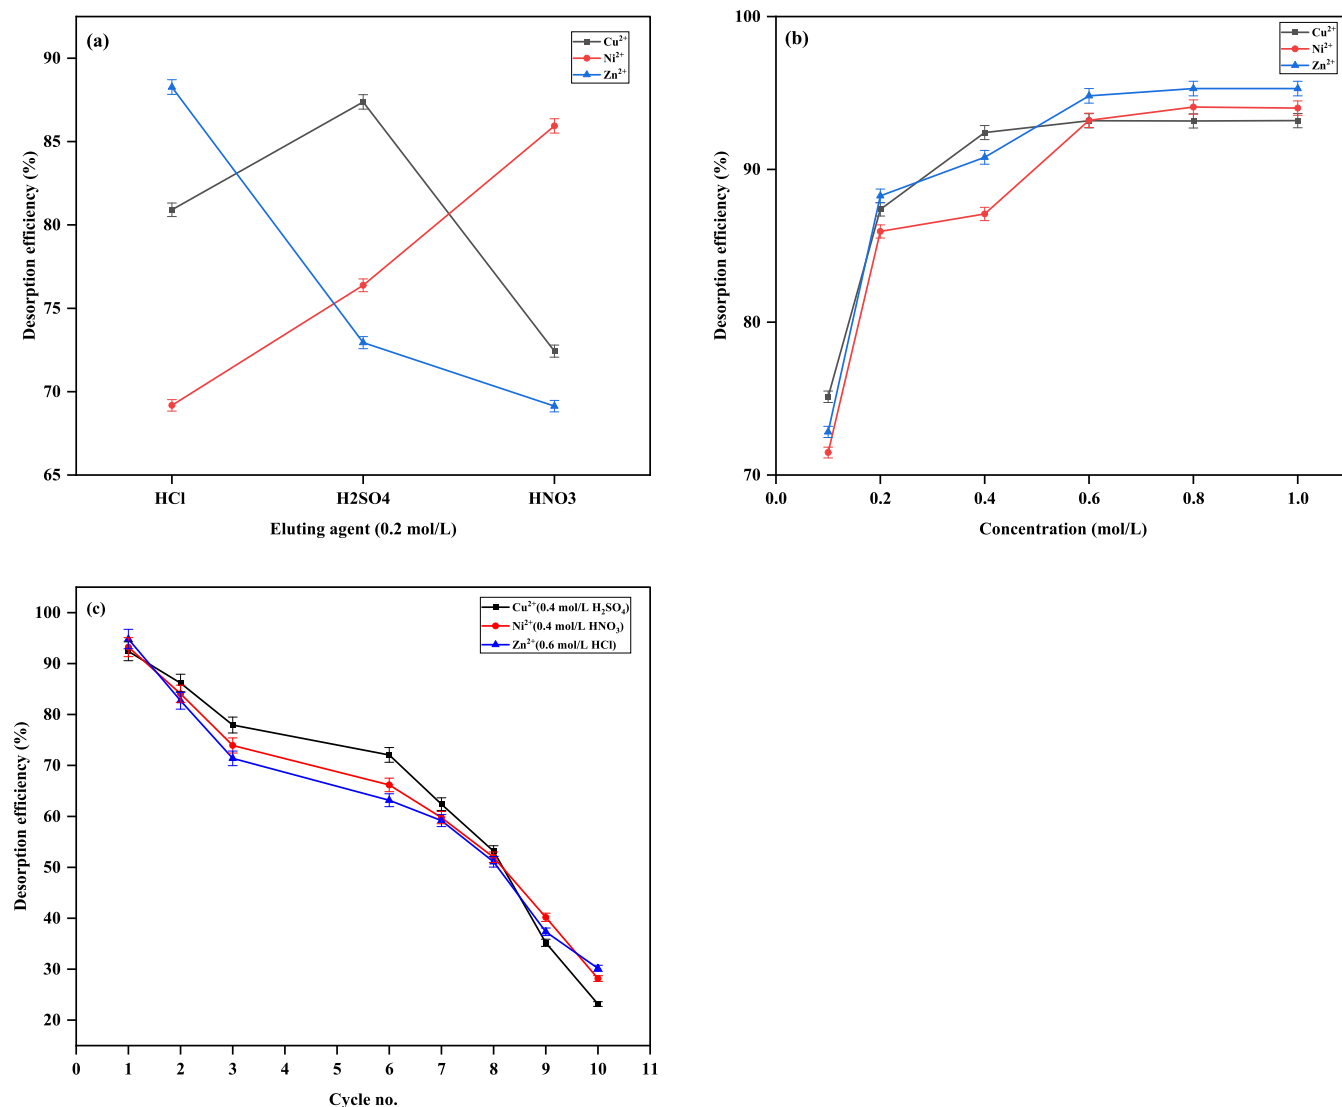 (a)
Cu²⁺
Ni²⁺
Zn²⁺
90
85
80
75
70
65
Desorption efficiency (%)
HCl
H2SO4
HNO3
Eluting agent (0.2 mol/L)
(b)
Cu²⁺
Ni²⁺
Zn²⁺
100
90
80
70
Desorption efficiency (%)
0.0
0.2
0.4
0.6
0.8
1.0
Concentration (mol/L)
(c)
Cu²⁺(0.4 mol/L H₂SO₄)
Ni²⁺(0.4 mol/L HNO₃)
Zn²⁺(0.6 mol/L HCl)
100
90
80
70
60
50
40
30
20
Desorption efficiency (%)
0
1
2
3
4
5
6
7
8
9
10
11
Cycle no.